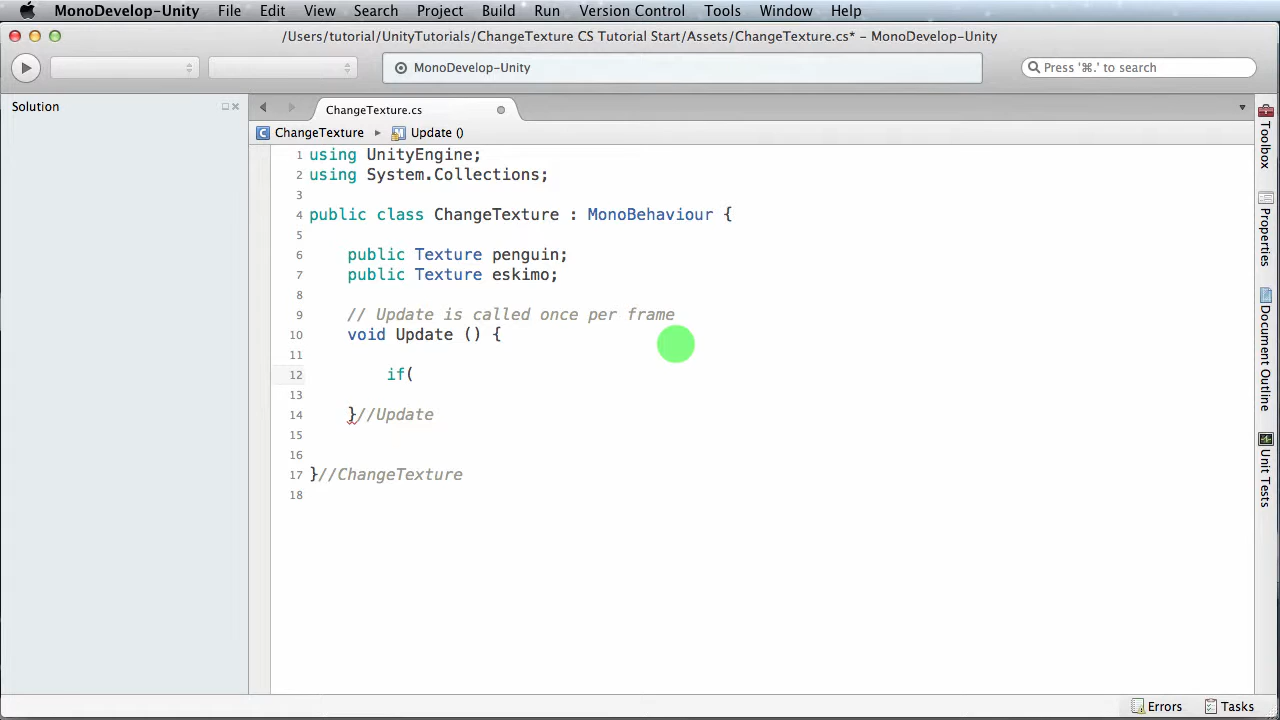 MonoDevelop-Unity File Edit View Search Project Build Run Version Control Tools Window Help
/Users/tutorial/UnityTutorials/ChangeTexture CS Tutorial Start/Assets/ChangeTexture.cs* – MonoDevelop-Unity
MonoDevelop-Unity
Press '⌘.' to search
Solution
ChangeTexture.cs
ChangeTexture
Update ()
1 using UnityEngine;
2 using System.Collections;
3
4 public class ChangeTexture : MonoBehaviour {
5
6 public Texture penguin;
7 public Texture eskimo;
8
9 // Update is called once per frame
10 void Update () {
11
12 if(
13
14 }//Update
15
16
17 }//ChangeTexture
18
Toolbox
Properties
Document Outline
Unit Tests
Errors
Tasks